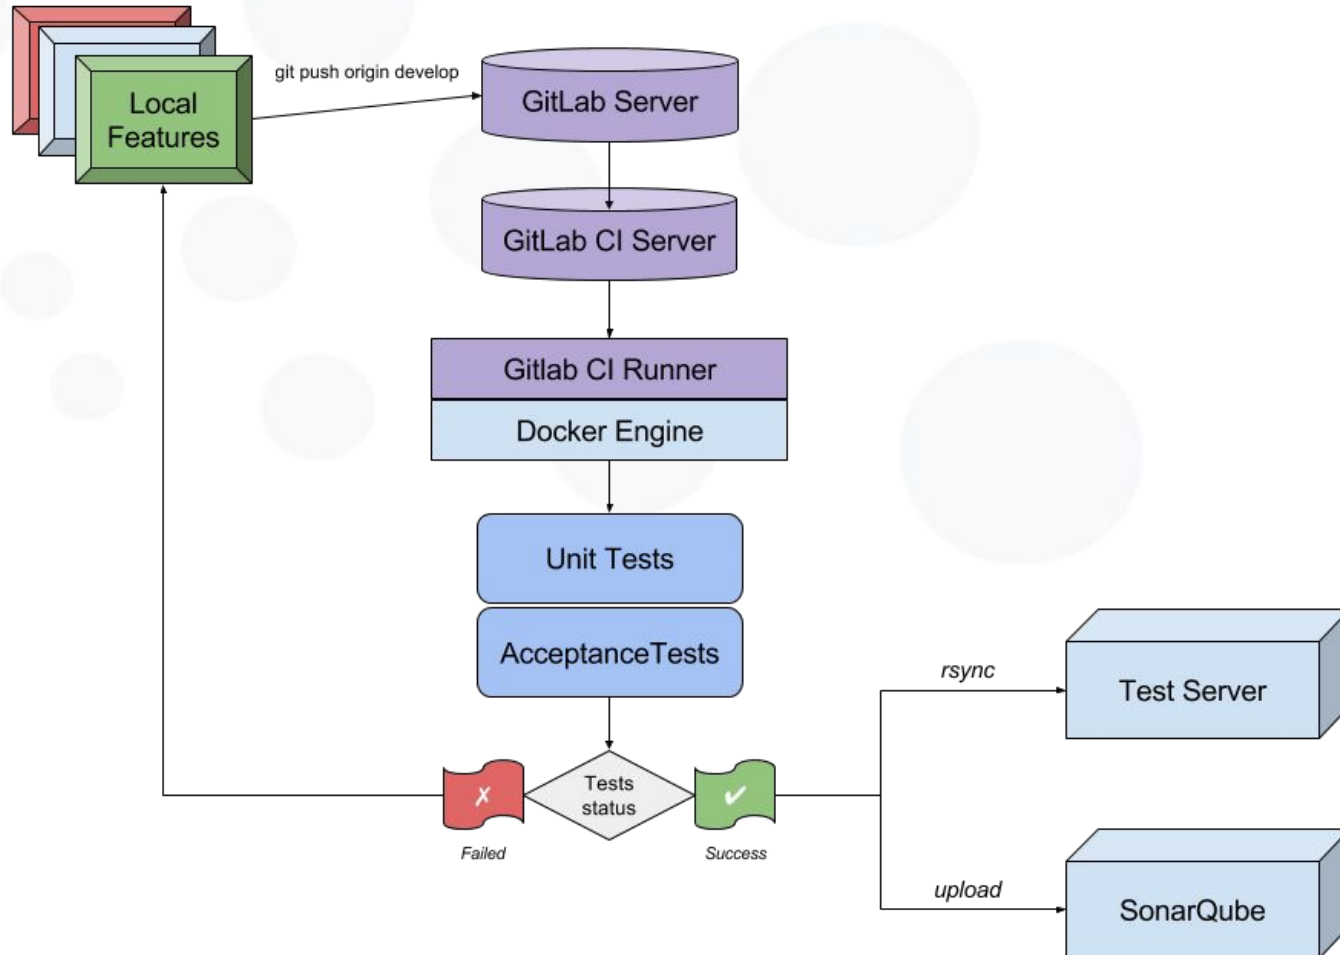 Local
Features
git push origin develop
GitLab Server
GitLab CI Server
Gitlab CI Runner
Docker Engine
Unit Tests
AcceptanceTests
Tests
status
✗
✔
Failed
Success
rsync
Test Server
upload
SonarQube